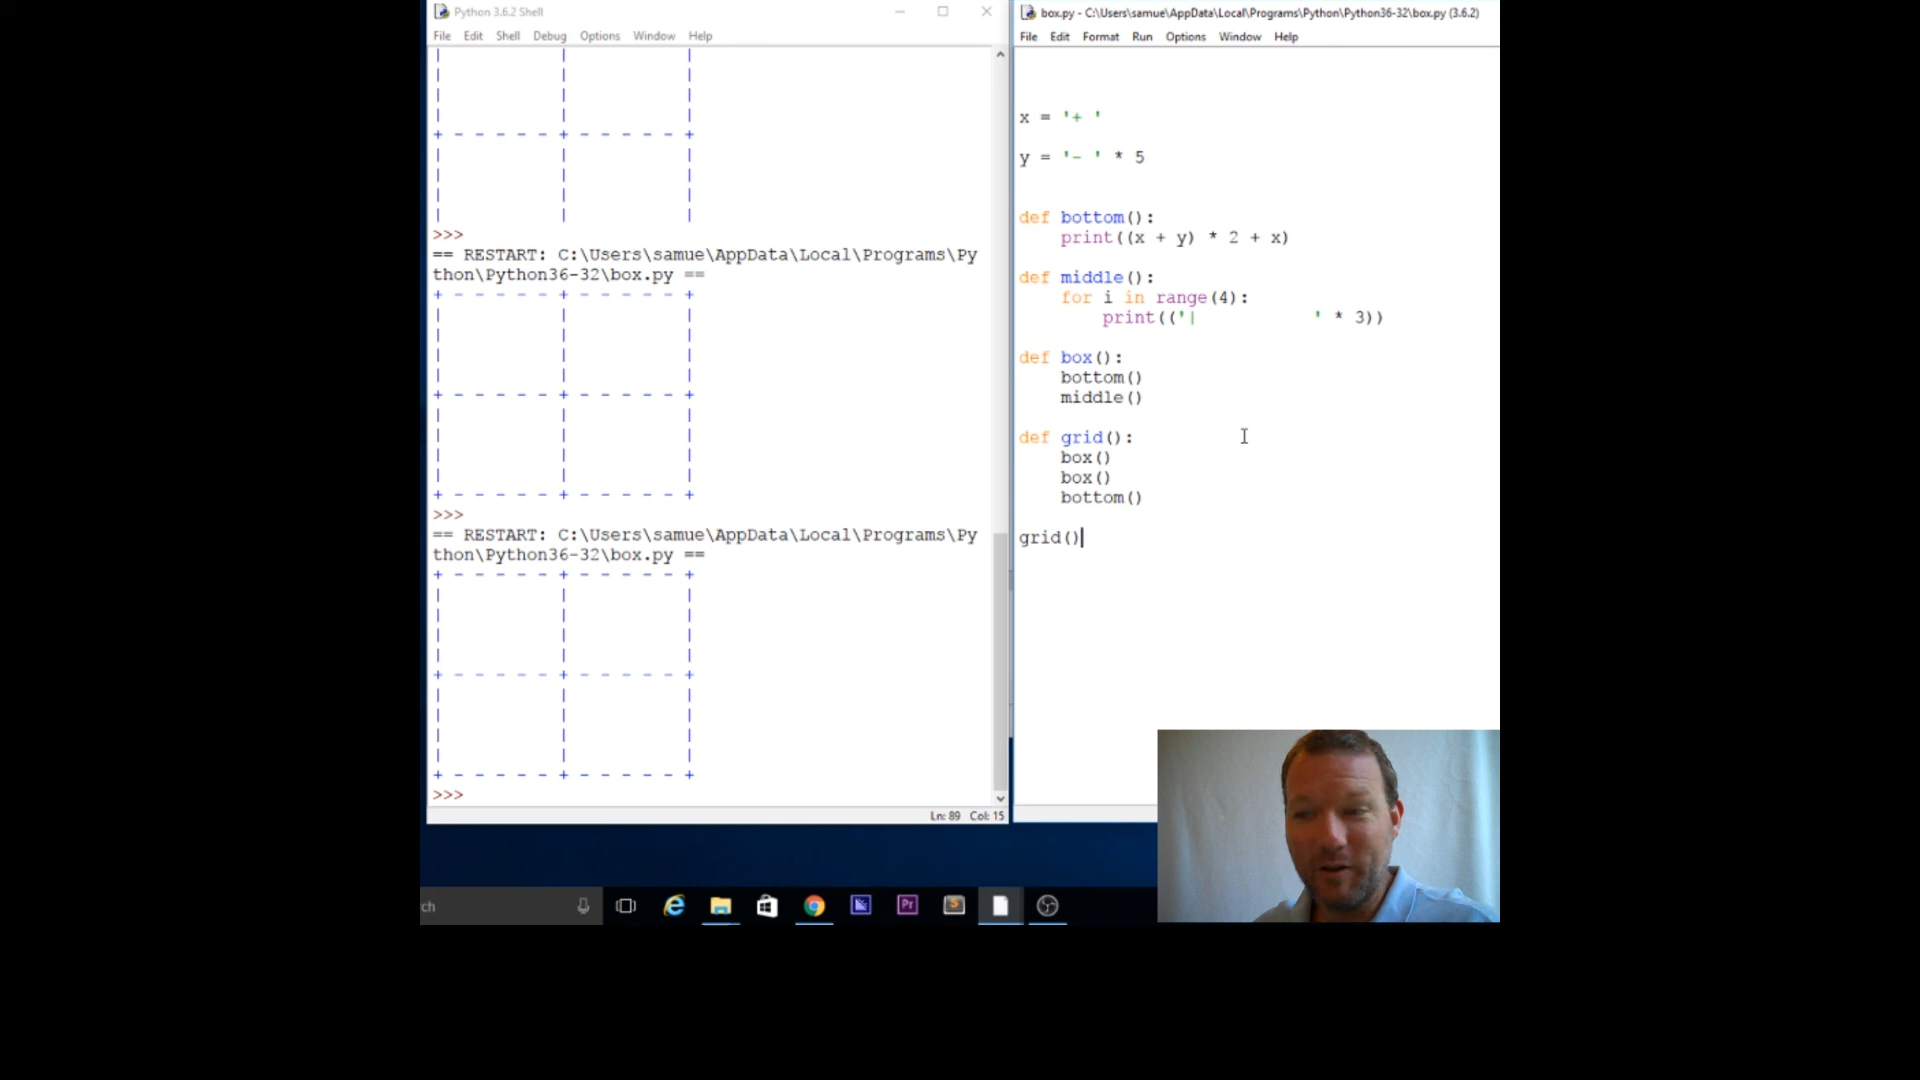 Python 3.6.2 Shell
File Edit Shell Debug Options Window Help
| | |
| | |
| | |
| | |
+ - - - - - + - - - - - +
| | |
| | |
| | |
| | |
>>>
== RESTART: C:\Users\samue\AppData\Local\Programs\Py
thon\Python36-32\box.py ==
+ - - - - - + - - - - - +
| | |
| | |
| | |
| | |
+ - - - - - + - - - - - +
| | |
| | |
| | |
| | |
+ - - - - - + - - - - - +
>>>
== RESTART: C:\Users\samue\AppData\Local\Programs\Py
thon\Python36-32\box.py ==
+ - - - - - + - - - - - +
| | |
| | |
| | |
| | |
+ - - - - - + - - - - - +
| | |
| | |
| | |
| | |
+ - - - - - + - - - - - +
>>>
Ln: 89 Col: 15
box.py - C:\Users\samue\AppData\Local\Programs\Python\Python36-32\box.py (3.6.2)
File Edit Format Run Options Window Help
x = '+ '
y = '- ' * 5
def bottom():
    print((x + y) * 2 + x)
def middle():
    for i in range(4):
        print(('|           ' * 3))
def box():
    bottom()
    middle()
def grid():
    box()
    box()
    bottom()
grid()
ch
Pr
S